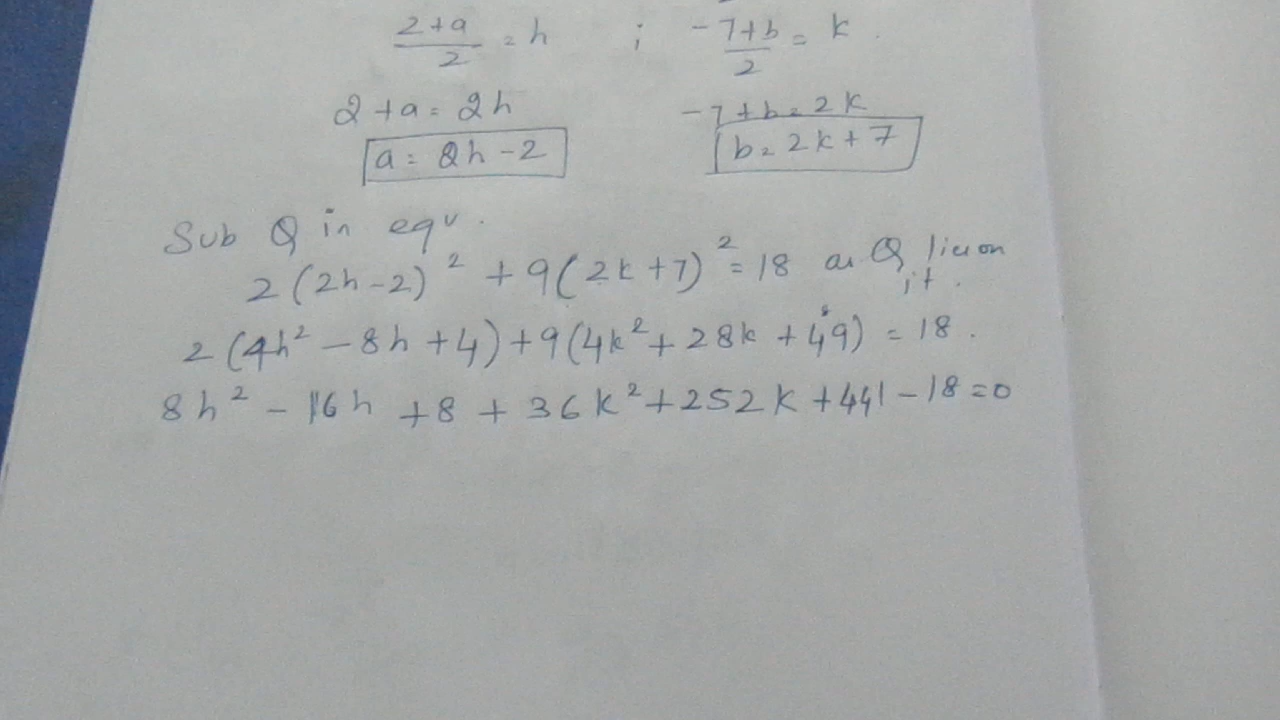 2+a/2 = h ; -7+b/2 = k .
2 + a = 2h -7 + b = 2k
a = 2h - 2 b = 2k + 7
Sub Q in equ .
2(2h-2)² + 9(2k+7)² = 18 as Q lies on it .
2(4h² - 8h + 4) + 9(4k² + 28k + 49) = 18 .
8h² - 16h + 8 + 36k² + 252k + 441 - 18 = 0